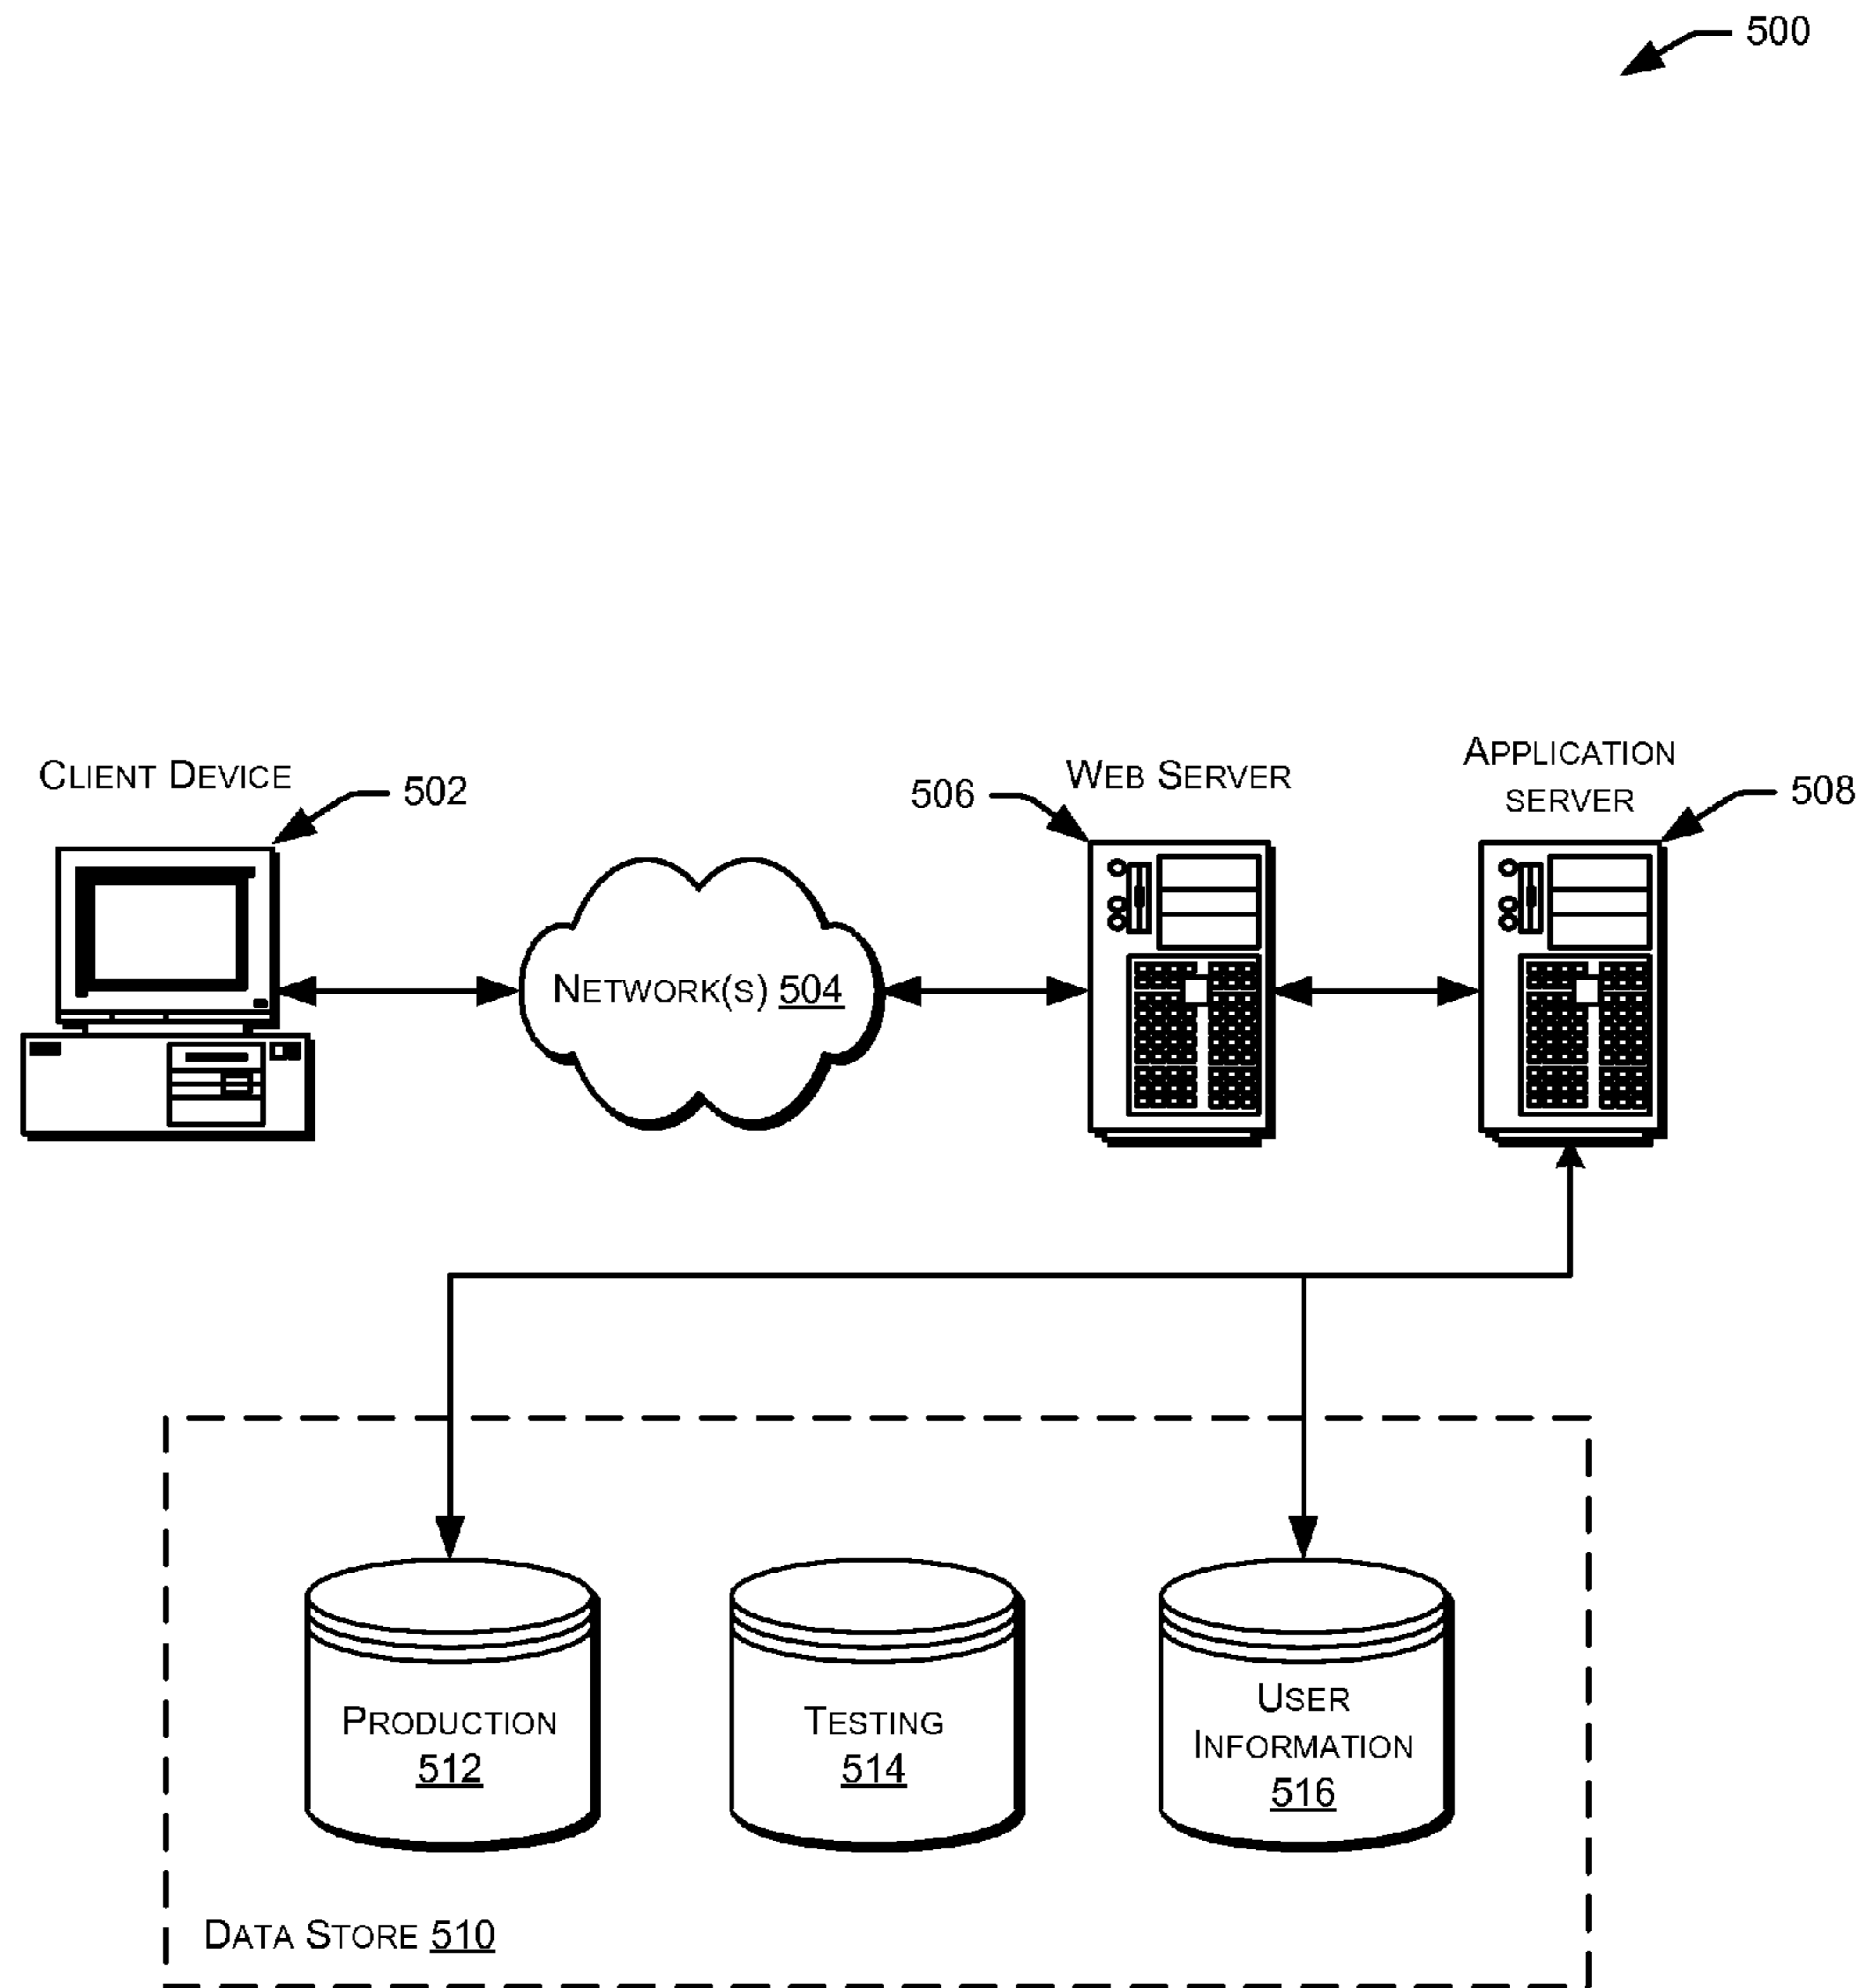 500
CLIENT DEVICE
502
506
WEB SERVER
APPLICATION
SERVER
508
NETWORK(S) 504
PRODUCTION
512
TESTING
514
USER
INFORMATION
516
DATA STORE 510